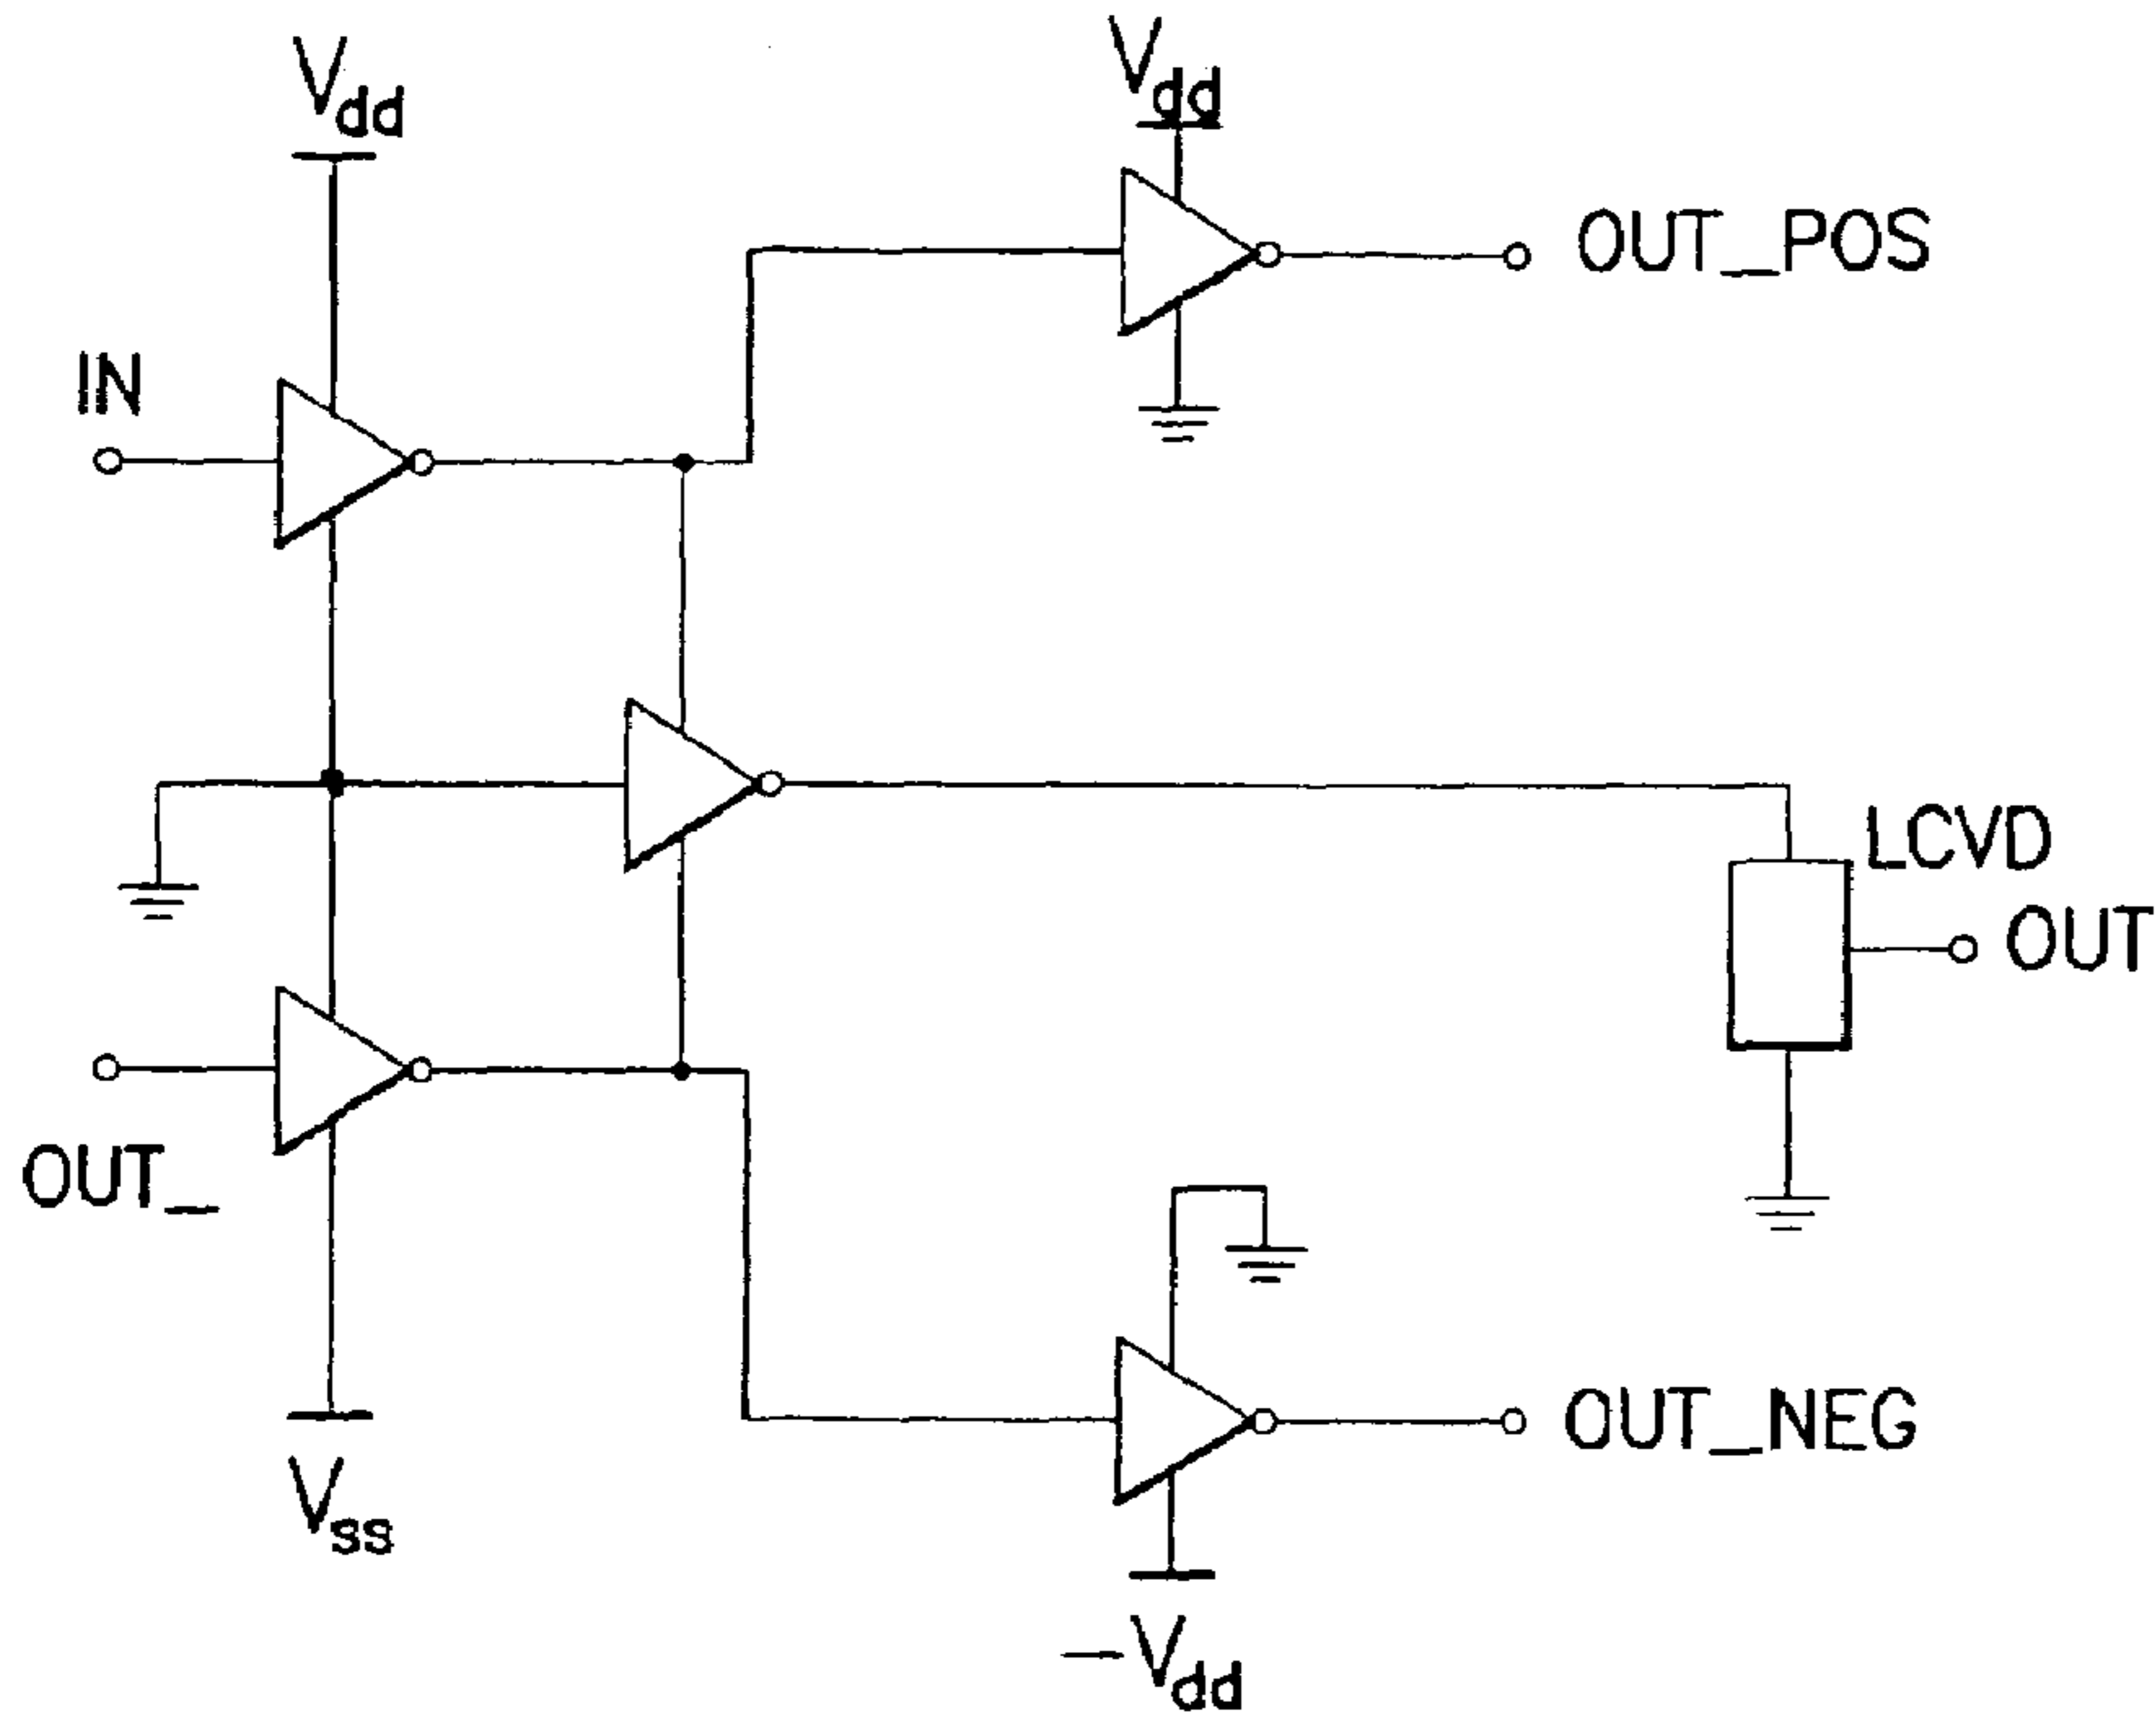 Vdd
Vdd
OUT_POS
IN
LCVD
OUT
OUT_
OUT_NEG
Vss
-Vdd